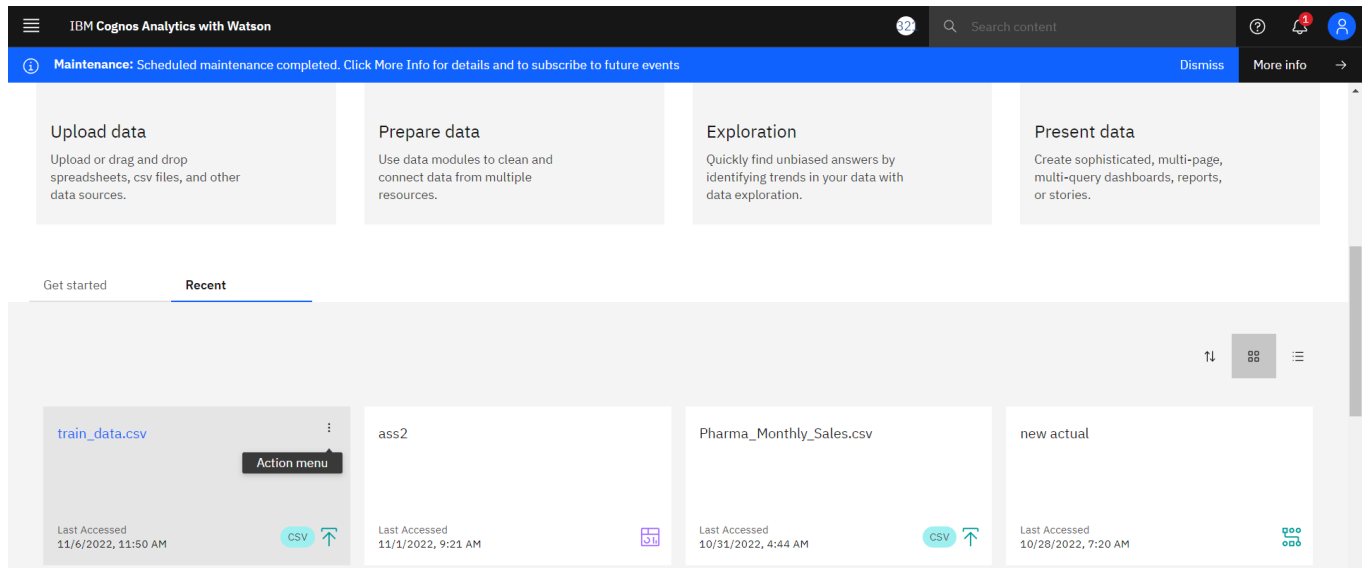 IBM Cognos Analytics with Watson
321
Search content
1
Maintenance: Scheduled maintenance completed. Click More Info for details and to subscribe to future events
Dismiss
More info
Upload data
Upload or drag and drop
spreadsheets, csv files, and other
data sources.
Prepare data
Use data modules to clean and
connect data from multiple
resources.
Exploration
Quickly find unbiased answers by
identifying trends in your data with
data exploration.
Present data
Create sophisticated, multi-page,
multi-query dashboards, reports,
or stories.
Get started
Recent
train_data.csv
Action menu
Last Accessed
11/6/2022, 11:50 AM
CSV
ass2
Last Accessed
11/1/2022, 9:21 AM
Pharma_Monthly_Sales.csv
Last Accessed
10/31/2022, 4:44 AM
CSV
new actual
Last Accessed
10/28/2022, 7:20 AM